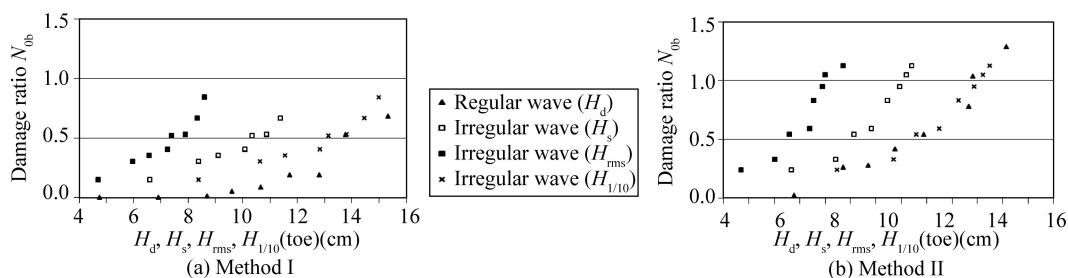 Damage ratio N0b
1.5
1.0
0.5
0.0
4 6 8 10 12 14 16
Hd, Hs, Hrms, H1/10(toe)(cm)
(a) Method I
Regular wave (Hd)
Irregular wave (Hs)
Irregular wave (Hrms)
Irregular wave (H1/10)
Damage ratio N0b
1.5
1.0
0.5
0.0
4 6 8 10 12 14 16
Hd, Hs, Hrms, H1/10(toe)(cm)
(b) Method II